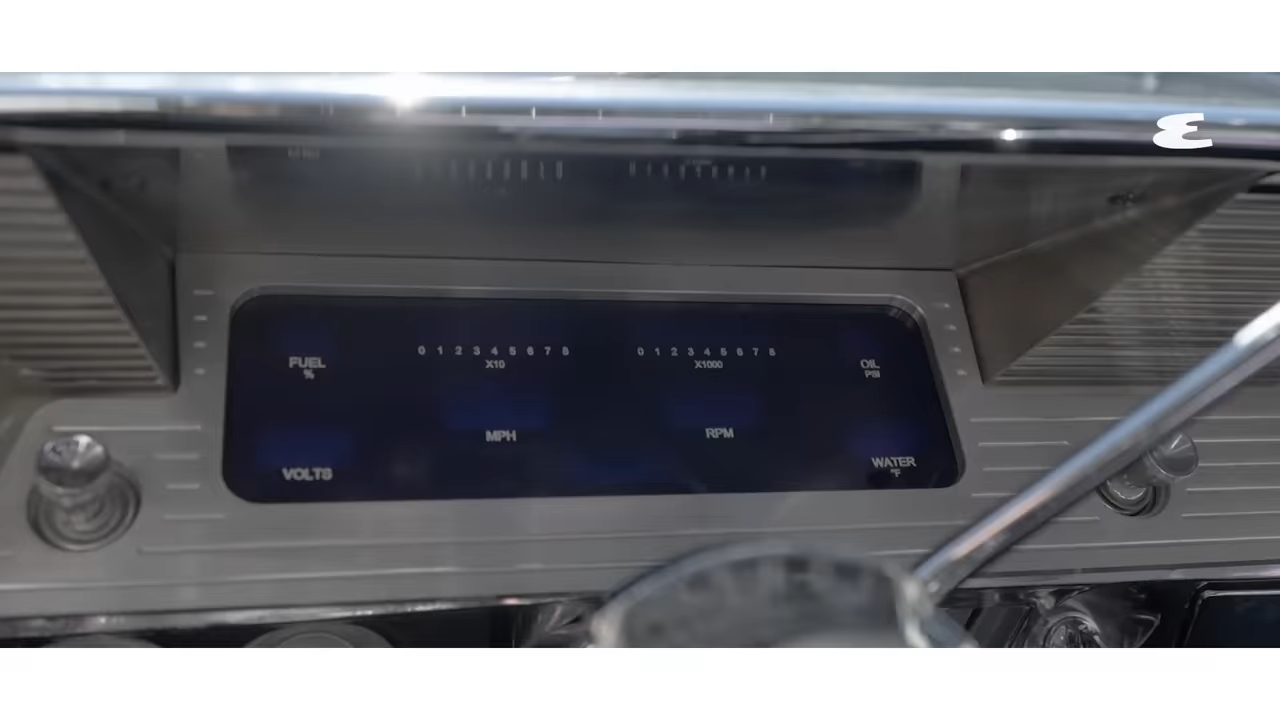 0 1 2 3 4 5 6 7 8
X10
0 1 2 3 4 5 6 7 8
X1000
FUEL
%
OIL
PSI
MPH
RPM
VOLTS
WATER
°F